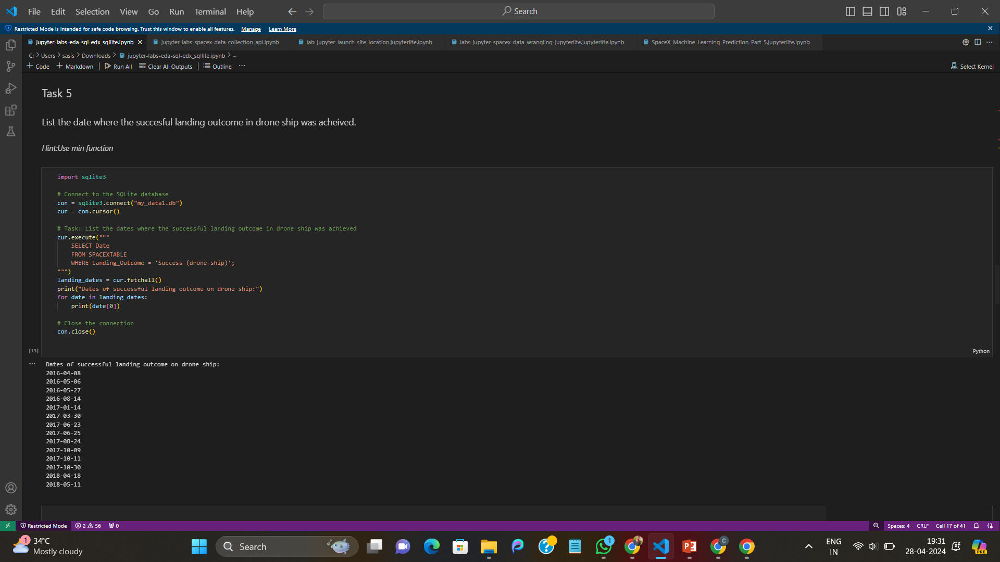 File Edit Selection View Go Run Terminal Help Search
Restricted Mode is intended for safe code browsing. Trust this window to enable all features. Manage Learn More
jupyter-labs-eda-sql-edx_sqllite.ipynb jupyter-labs-spacex-data-collection-api.ipynb lab_jupyter_launch_site_location.jupyterlite.ipynb labs-jupyter-spacex-data_wrangling_jupyterlite.jupyterlite.ipynb SpaceX_Machine_Learning_Prediction_Part_5.jupyterlite.ipynb
C: > Users > sasis > Downloads > jupyter-labs-eda-sql-edx_sqllite.ipynb > ...
Code Markdown Run All Clear All Outputs Outline ... Select Kernel
Task 5
List the date where the succesful landing outcome in drone ship was acheived.
Hint:Use min function
import sqlite3
# Connect to the SQLite database
con = sqlite3.connect("my_data1.db")
cur = con.cursor()
# Task: List the dates where the successful landing outcome in drone ship was achieved
cur.execute("""
SELECT Date
FROM SPACEXTABLE
WHERE Landing_Outcome = 'Success (drone ship)';
""")
landing_dates = cur.fetchall()
print("Dates of successful landing outcome on drone ship:")
for date in landing_dates:
print(date[0])
# Close the connection
con.close()
[13] Python
... Dates of successful landing outcome on drone ship:
2016-04-08
2016-05-06
2016-05-27
2016-08-14
2017-01-14
2017-03-30
2017-06-23
2017-06-25
2017-08-24
2017-10-09
2017-10-11
2017-10-30
2018-04-18
2018-05-11
Restricted Mode 2 56 0 Spaces: 4 CRLF Cell 17 of 41
1 34°C
Mostly cloudy
Search
1
C
PRE
ENG
IN
19:31
28-04-2024